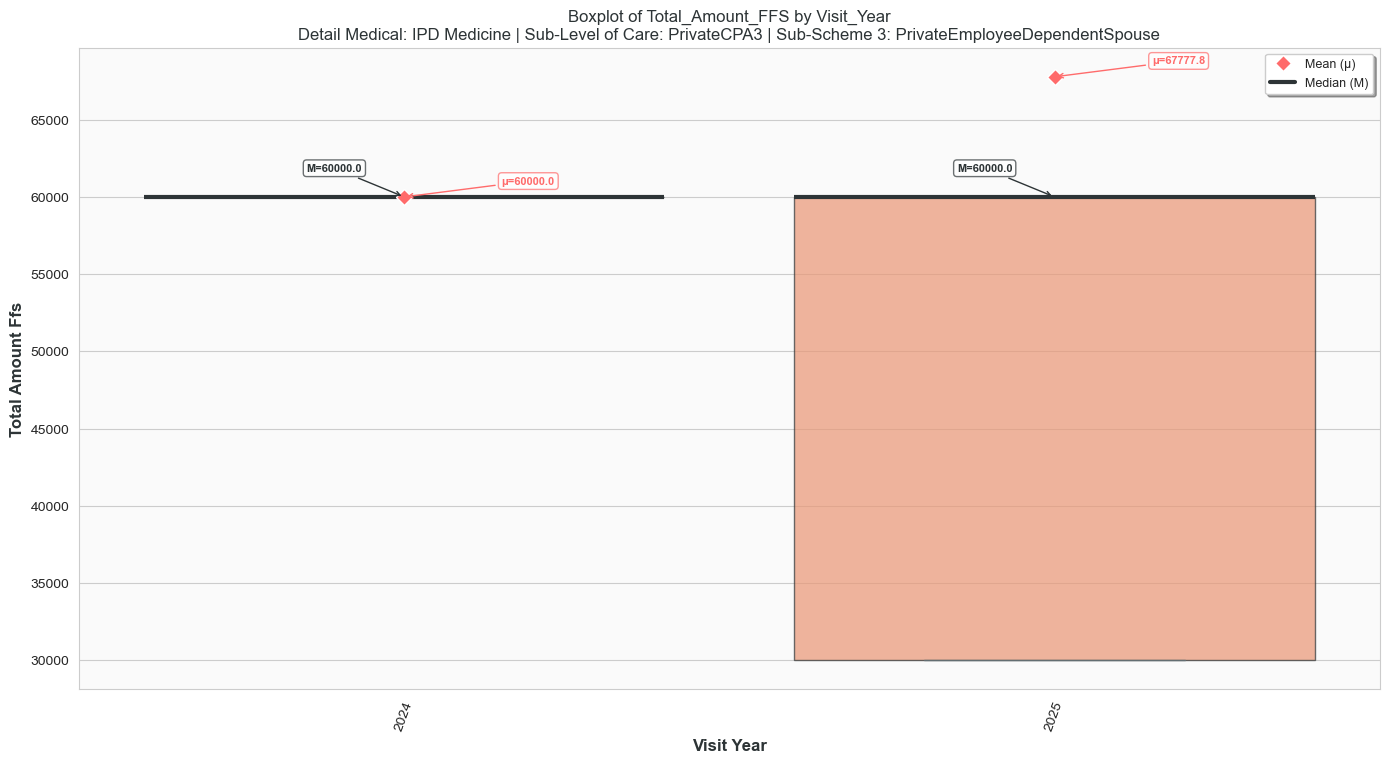 Boxplot of Total_Amount_FFS by Visit_Year
Detail Medical: IPD Medicine | Sub-Level of Care: PrivateCPA3 | Sub-Scheme 3: PrivateEmployeeDependentSpouse
μ=67777.8
Mean (μ)
Median (M)
65000
M=60000.0
μ=60000.0
M=60000.0
60000
55000
50000
45000
40000
35000
30000
Total Amount Ffs
2024
2025
Visit Year